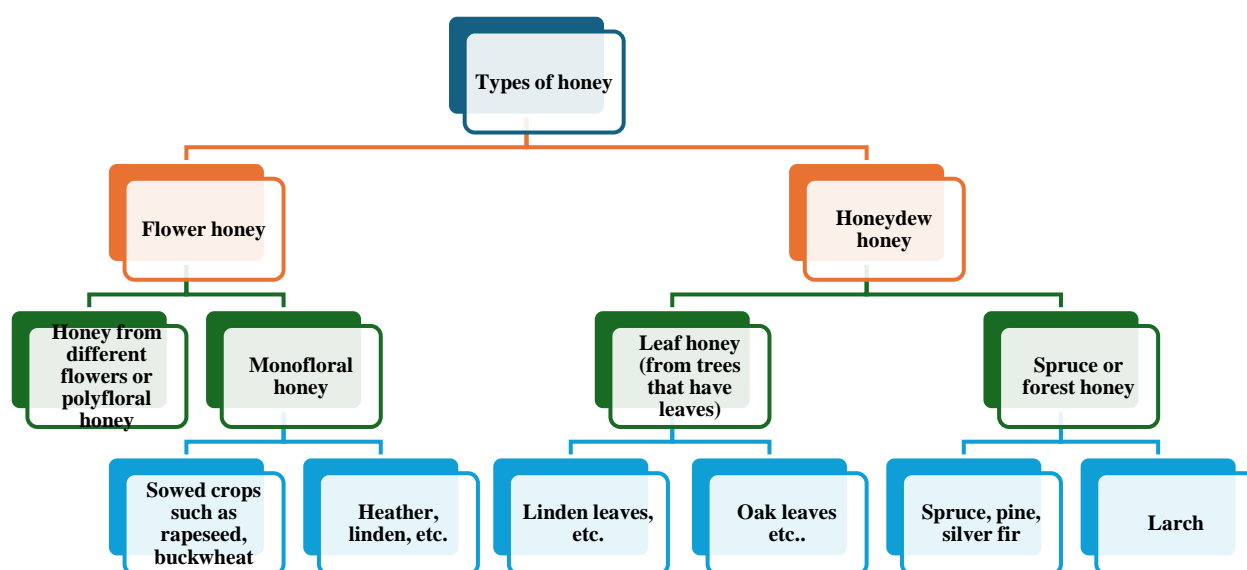 Types of honey
Flower honey
Honeydew
honey
Honey from
different
flowers or
polyfloral
honey
Monofloral
honey
Leaf honey
(from trees
that have
leaves)
Spruce or
forest honey
Sowed crops
such as
rapeseed,
buckwheat
Heather,
linden, etc.
Linden leaves,
etc.
Oak leaves
etc..
Spruce, pine,
silver fir
Larch